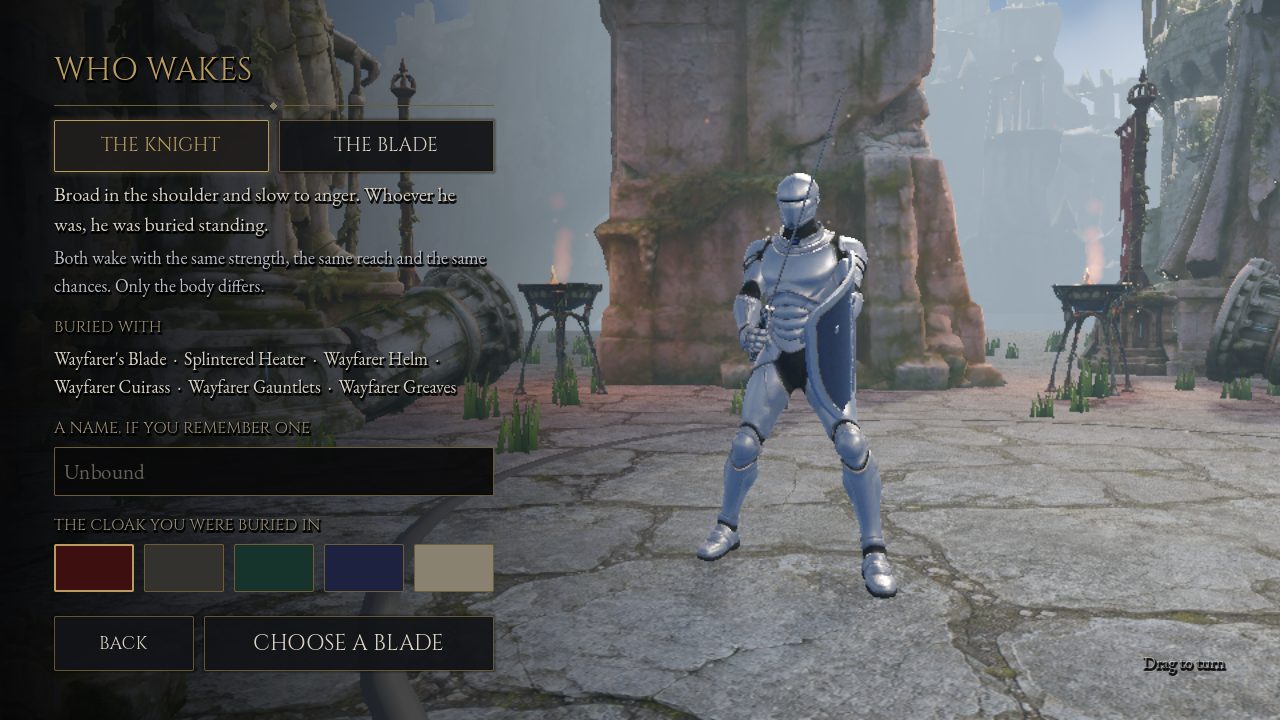 WHO WAKES
THE KNIGHT
THE BLADE
Broad in the shoulder and slow to anger. Whoever he
was, he was buried standing.
Both wake with the same strength, the same reach and the same
chances. Only the body differs.
BURIED WITH
Wayfarer's Blade · Splintered Heater · Wayfarer Helm ·
Wayfarer Cuirass · Wayfarer Gauntlets · Wayfarer Greaves
A NAME, IF YOU REMEMBER ONE
Unbound
THE CLOAK YOU WERE BURIED IN
BACK
CHOOSE A BLADE
Drag to turn